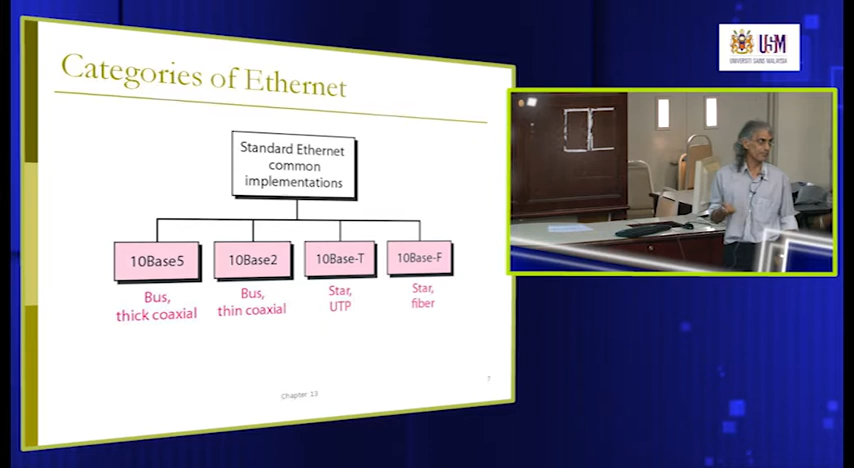 Categories of Ethernet
USM
UNIVERSITI SAINS MALAYSIA
Standard Ethernet
common
implementations
10Base5
10Base2
10Base-T
10Base-F
Bus,
thick coaxial
Bus,
thin coaxial
Star,
UTP
Star,
fiber
Chapter 13
7